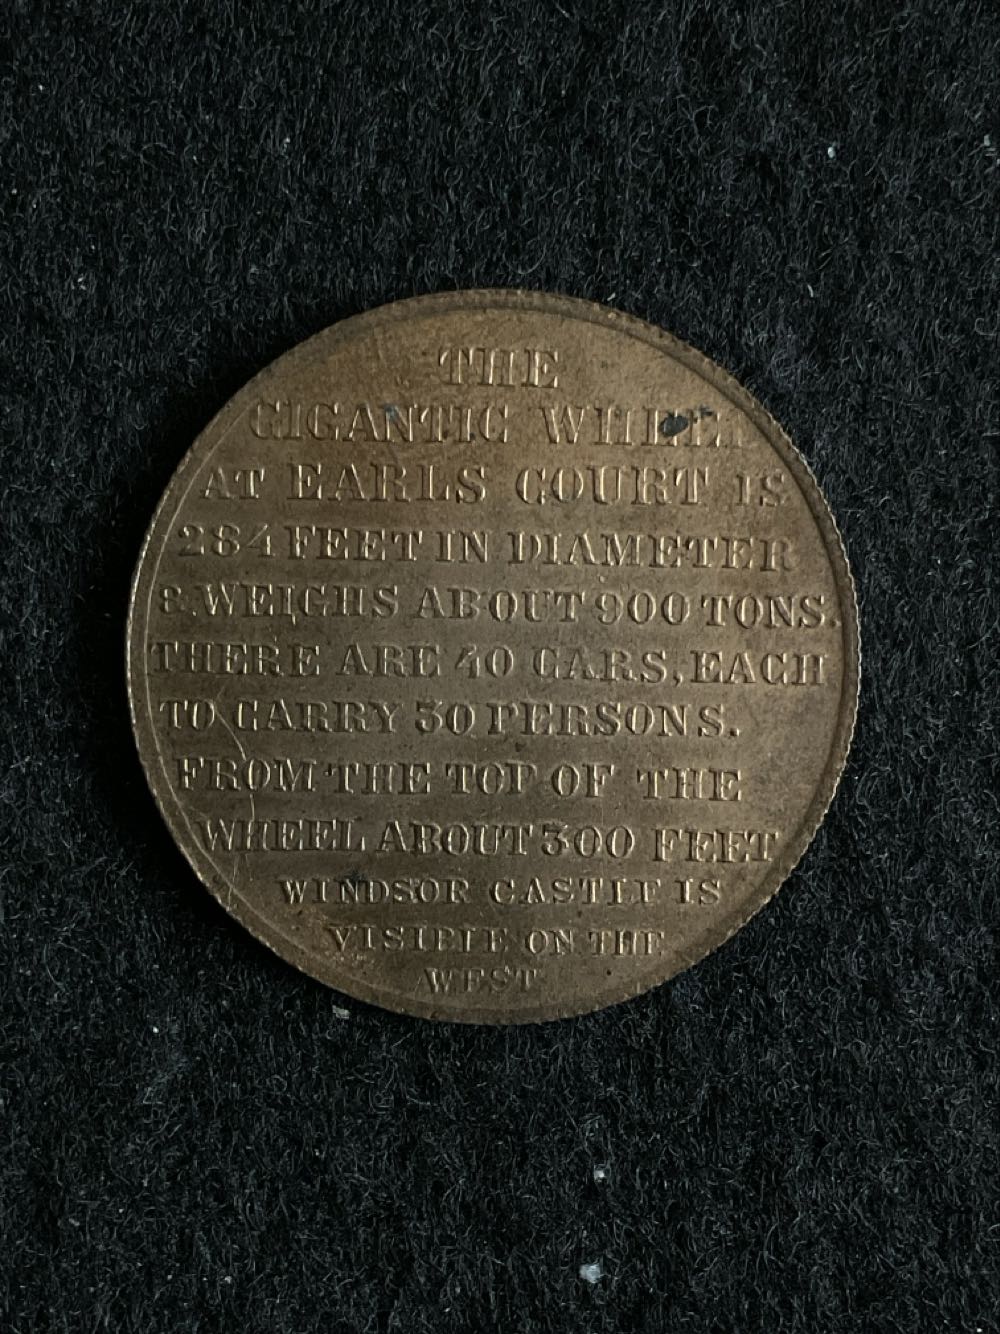 THE
GIGANTIC WHEEL
AT EARLS COURT IS
284 FEET IN DIAMETER
& WEIGHS ABOUT 900 TONS.
THERE ARE 40 CARS, EACH
TO CARRY 30 PERSONS.
FROM THE TOP OF THE
WHEEL ABOUT 300 FEET
WINDSOR CASTLE IS
VISIBLE ON THE
WEST